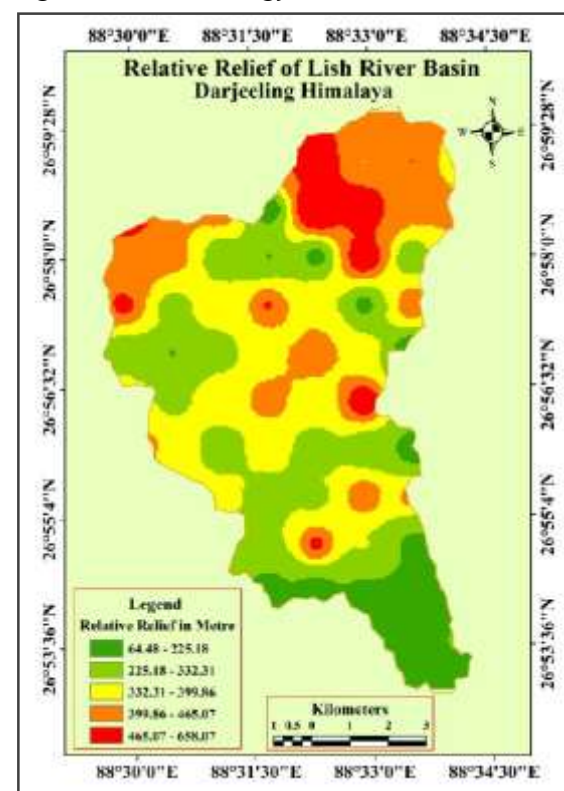 88°30'0"E 88°31'30"E 88°33'0"E 88°34'30"E
Relative Relief of Lish River Basin
Darjeeling Himalaya
N
W E
S
26°59'28"N 26°59'28"N
26°58'0"N 26°58'0"N
26°56'32"N 26°56'32"N
26°55'4"N 26°55'4"N
26°53'36"N 26°53'36"N
Legend
Relative Relief in Metre
64.48 - 225.18
225.18 - 332.31
332.31 - 399.86
399.86 - 465.07
465.07 - 658.07
Kilometers
1 0.5 0 1 2 3
88°30'0"E 88°31'30"E 88°33'0"E 88°34'30"E